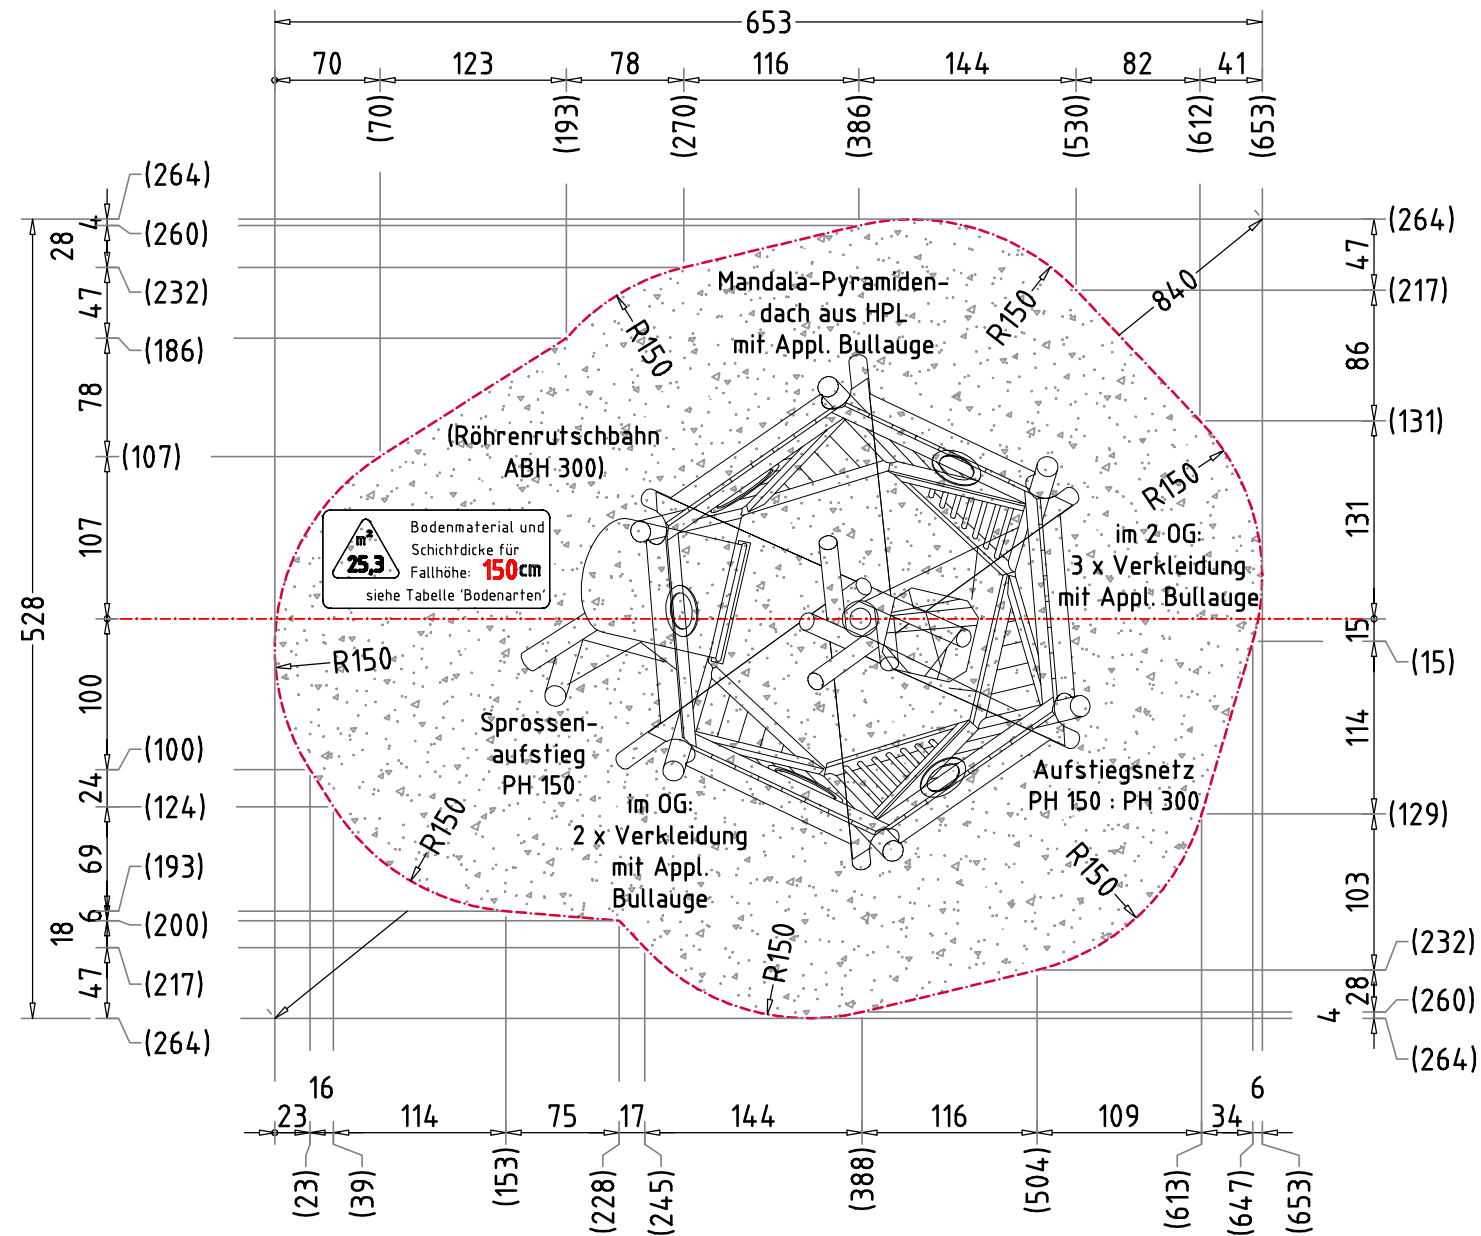 653
70 123 78 116 144 82 41
(70) (193) (270) (386) (530) (612) (653)
(264)
4
(260)
28
(232)
47
(186)
78
(107)
107
528
100
(100)
24
(124)
69
(193)
6
(200)
18
(217)
47
(264)
(264)
47
(217)
840
86
(131)
131
15
(15)
114
(129)
103
(232)
28
(260)
4
(264)
Mandala-Pyramiden-
dach aus HPL
mit Appl. Bullauge
R150
R150
R150
(Röhrenrutschbahn
ABH 300)
m²
25,3
Bodenmaterial und
Schichtdicke für
Fallhöhe: 150cm
siehe Tabelle 'Bodenarten'
im 2 OG:
3 x Verkleidung
mit Appl. Bullauge
R150
Sprossen-
aufstieg
PH 150
im OG:
2 x Verkleidung
mit Appl.
Bullauge
Aufstiegsnetz
PH 150 : PH 300
R150
R150
R150
16 6
23 114 75 17 144 116 109 34
(23) (39) (153) (228) (245) (388) (504) (613) (647) (653)